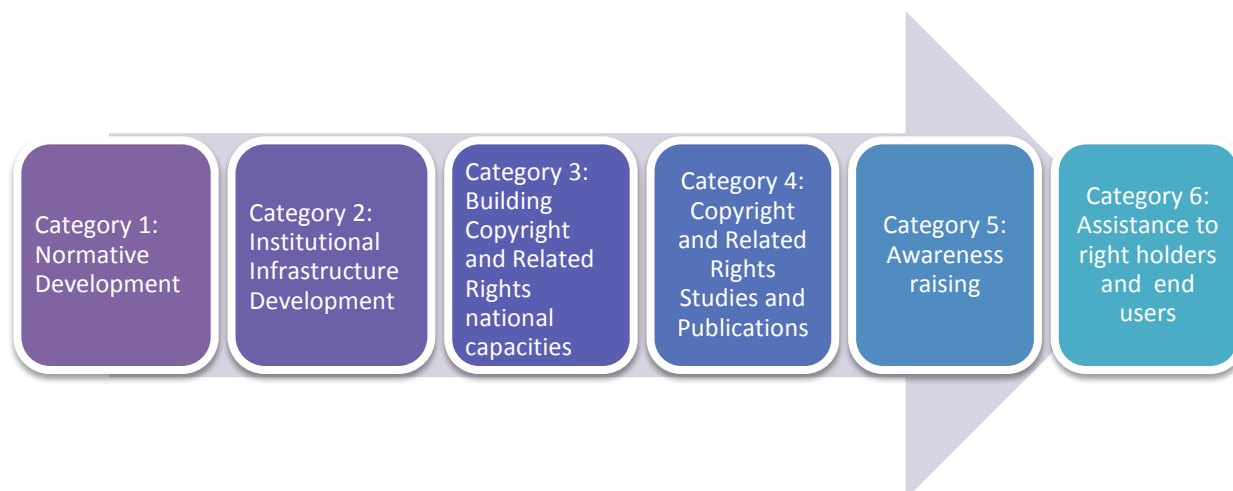 Category 1:
Normative
Development
Category 2:
Institutional
Infrastructure
Development
Category 3:
Building
Copyright
and Related
Rights
national
capacities
Category 4:
Copyright
and Related
Rights
Studies and
Publications
Category 5:
Awareness
raising
Category 6:
Assistance to
right holders
and end
users